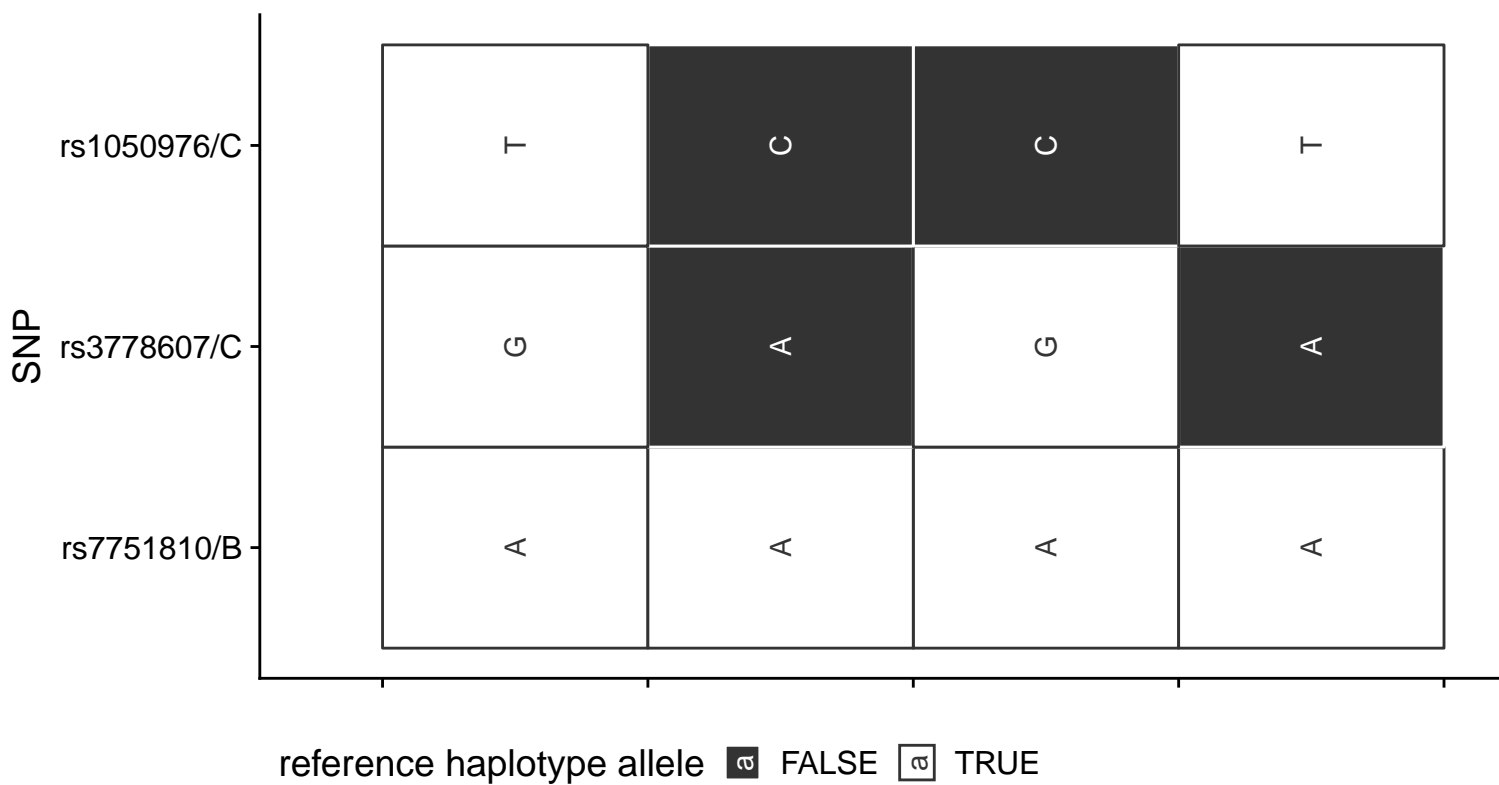 SNP
rs1050976/C T C C T
rs3778607/C G A G A
rs7751810/B A A A A
reference haplotype allele a FALSE a TRUE